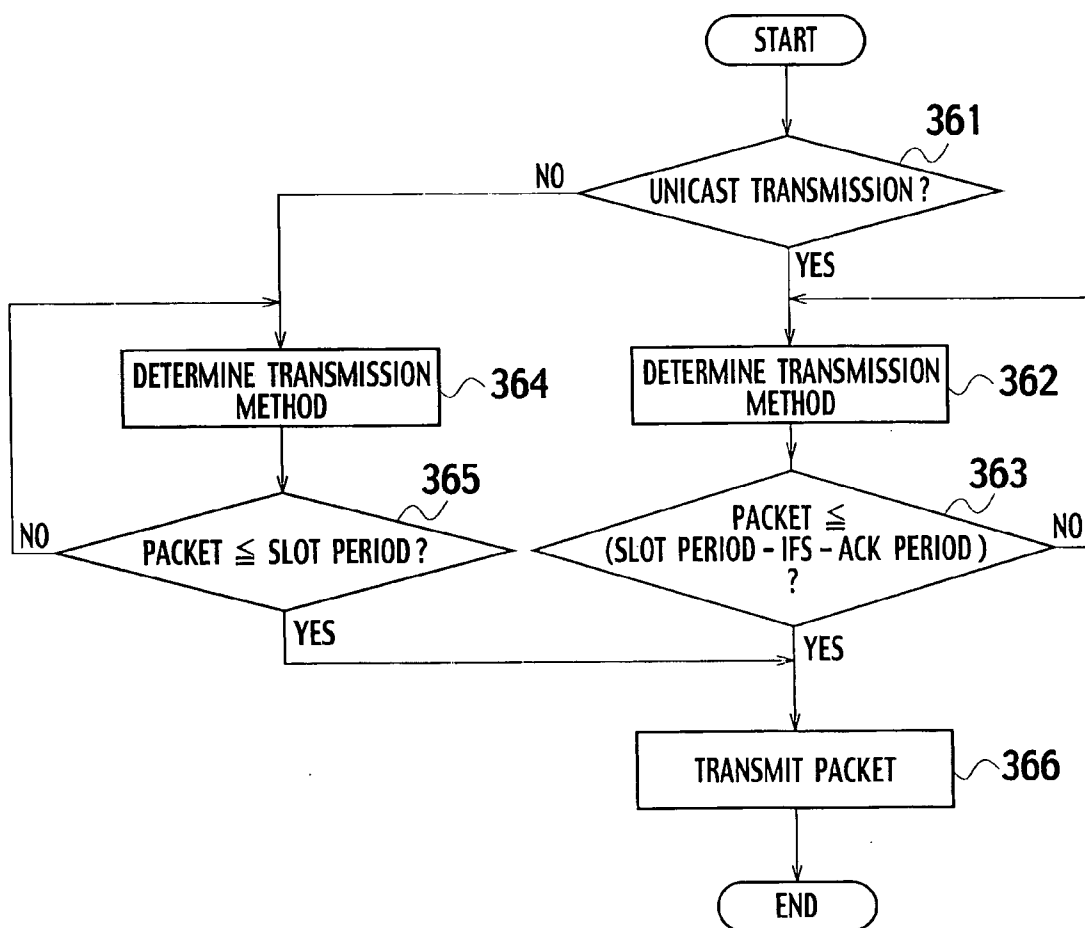 START
361
NO
UNICAST TRANSMISSION ?
YES
DETERMINE TRANSMISSION
METHOD
364
DETERMINE TRANSMISSION
METHOD
362
365
NO
PACKET ≦ SLOT PERIOD ?
YES
363
PACKET ≦
(SLOT PERIOD - IFS - ACK PERIOD )
?
NO
YES
TRANSMIT PACKET
366
END